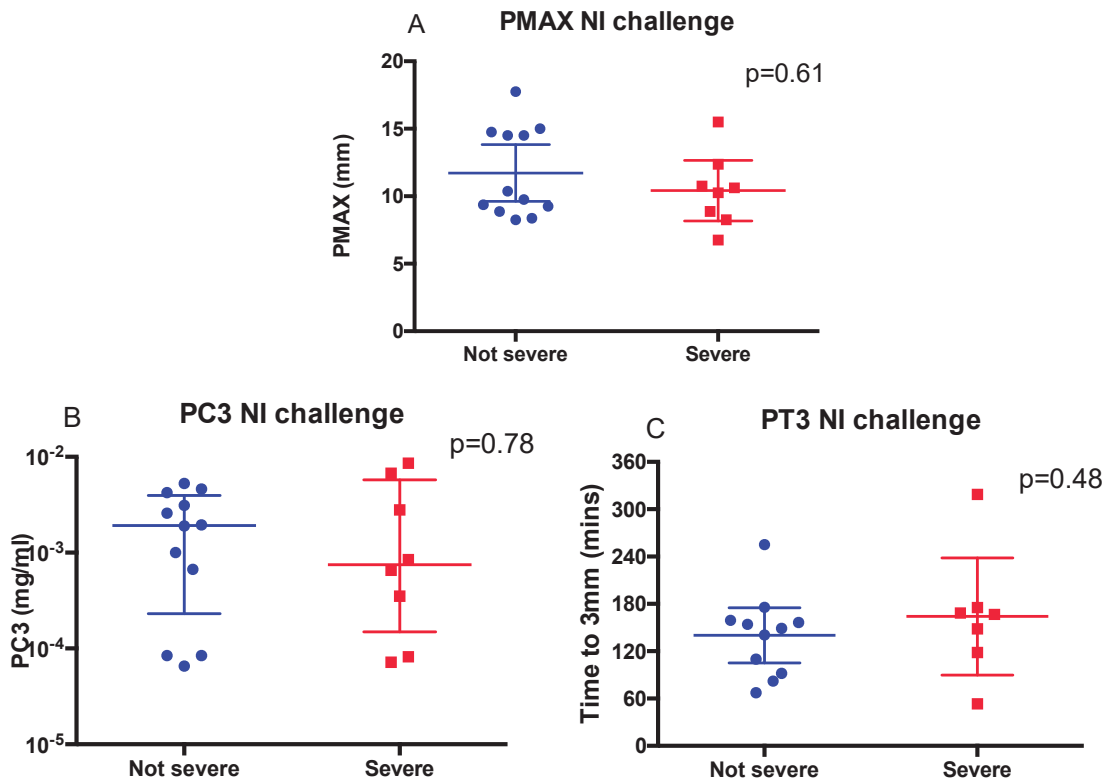 A
PMAX NI challenge
p=0.61
PMAX (mm)
20
15
10
5
0
Not severe
Severe
B
PC3 NI challenge
p=0.78
PC3 (mg/ml)
10⁻²
10⁻³
10⁻⁴
10⁻⁵
Not severe
Severe
C
PT3 NI challenge
p=0.48
Time to 3mm (mins)
360
300
240
180
120
60
0
Not severe
Severe